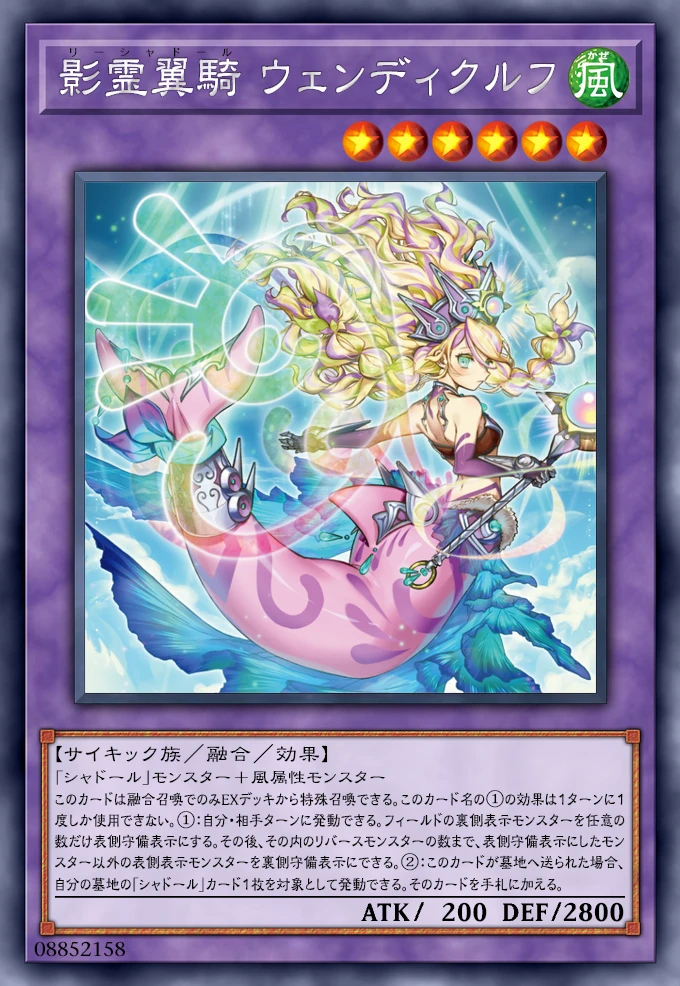 リーシャドール
影霊翼騎 ウェンディクルフ
かぜ
風
【サイキック族／融合／効果】
「シャドール」モンスター＋風属性モンスター
このカードは融合召喚でのみEXデッキから特殊召喚できる。このカード名の①の効果は1ターンに1
度しか使用できない。①：自分・相手ターンに発動できる。フィールドの裏側表示モンスターを任意の
数だけ表側守備表示にする。その後、その内のリバースモンスターの数まで、表側守備表示にしたモン
スター以外の表側表示モンスターを裏側守備表示にできる。②：このカードが墓地へ送られた場合、
自分の墓地の「シャドール」カード1枚を対象として発動できる。そのカードを手札に加える。
ATK/ 200 DEF/2800
08852158